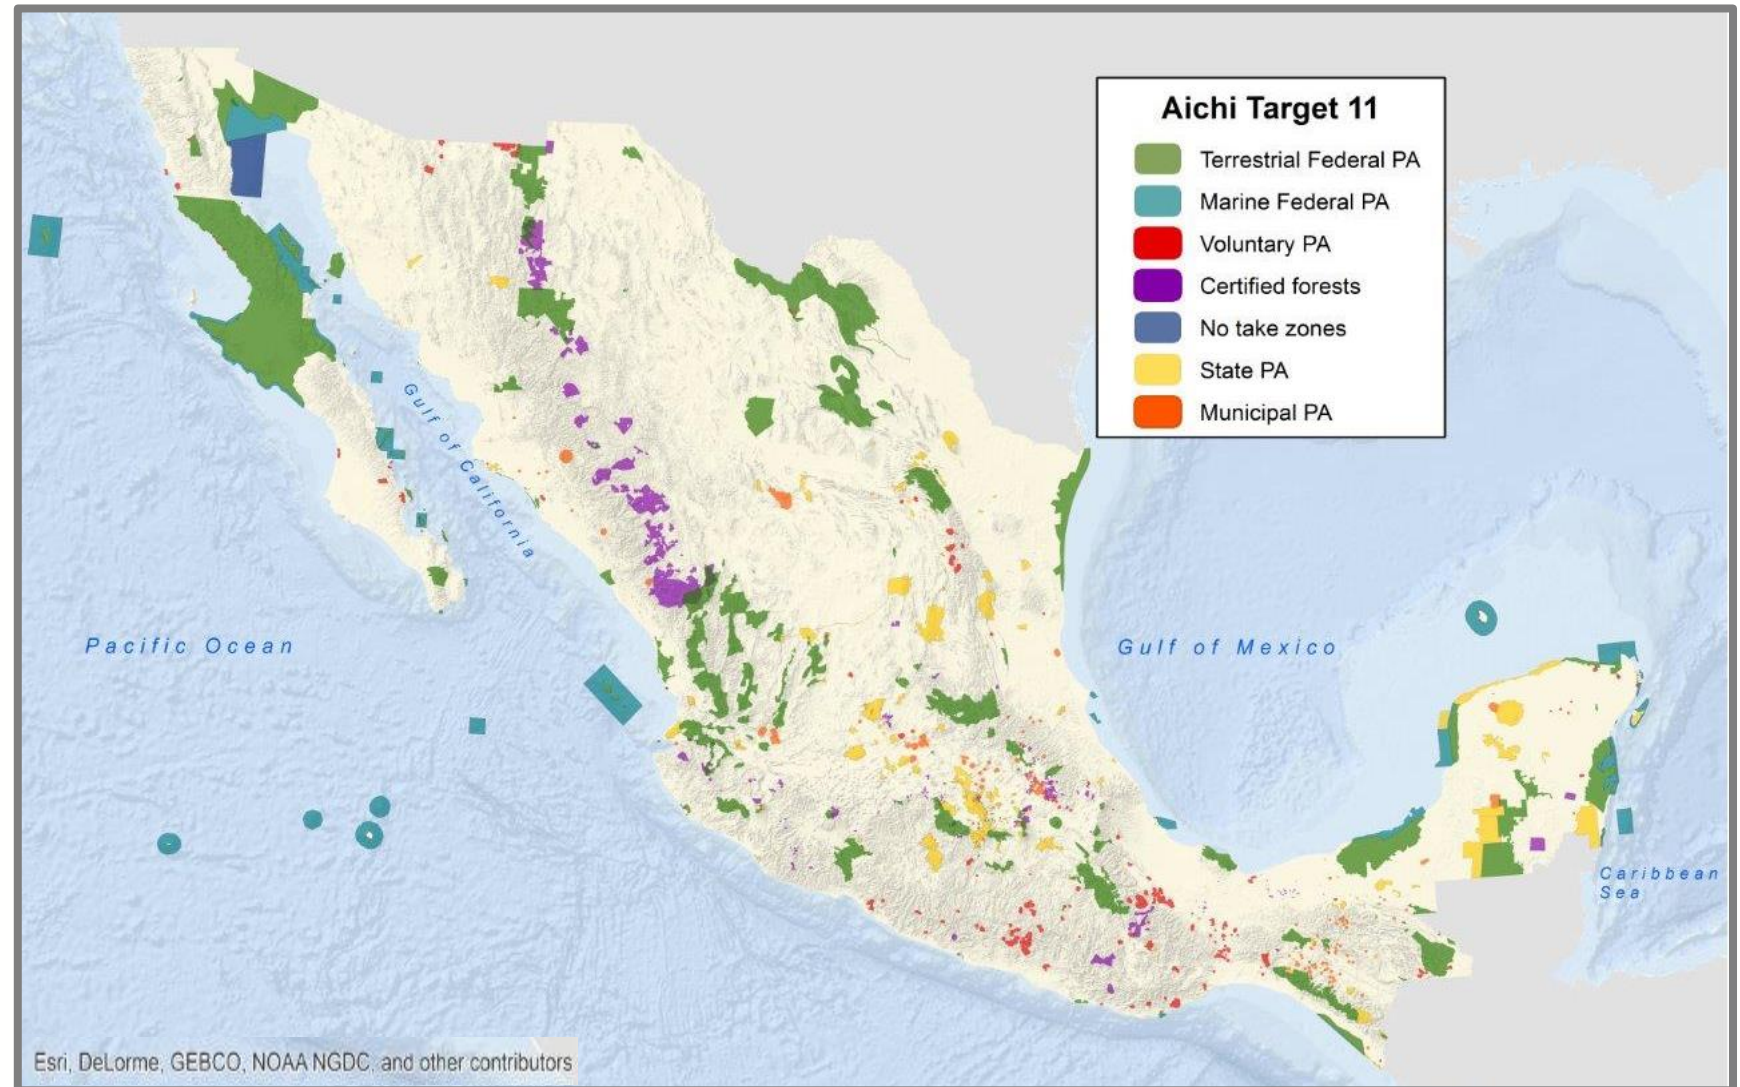 Aichi Target 11
Terrestrial Federal PA
Marine Federal PA
Voluntary PA
Certified forests
No take zones
State PA
Municipal PA
Gulf of California
Pacific Ocean
Gulf of Mexico
Caribbean
Sea
Esri, DeLorme, GEBCO, NOAA NGDC, and other contributors